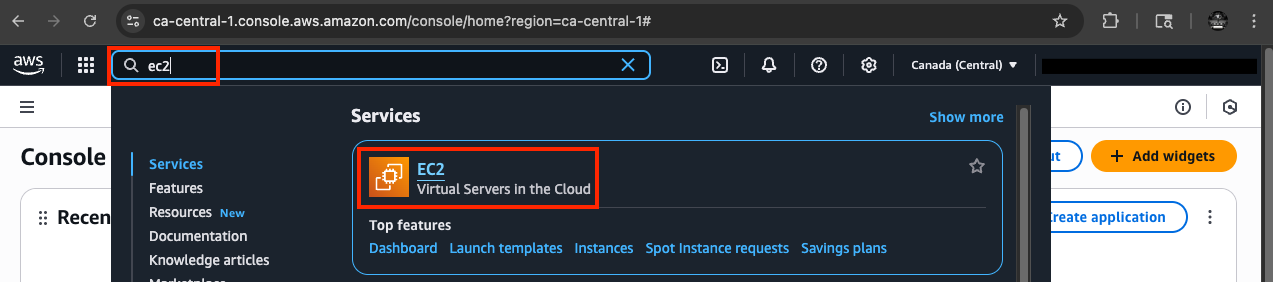 ca-central-1.console.aws.amazon.com/console/home?region=ca-central-1#
aws
ec2
Canada (Central)
Services
Show more
Console
Services
Features
Resources New
Documentation
Knowledge articles
EC2
Virtual Servers in the Cloud
Top features
Dashboard Launch templates Instances Spot Instance requests Savings plans
Add widgets
Recen
Create application